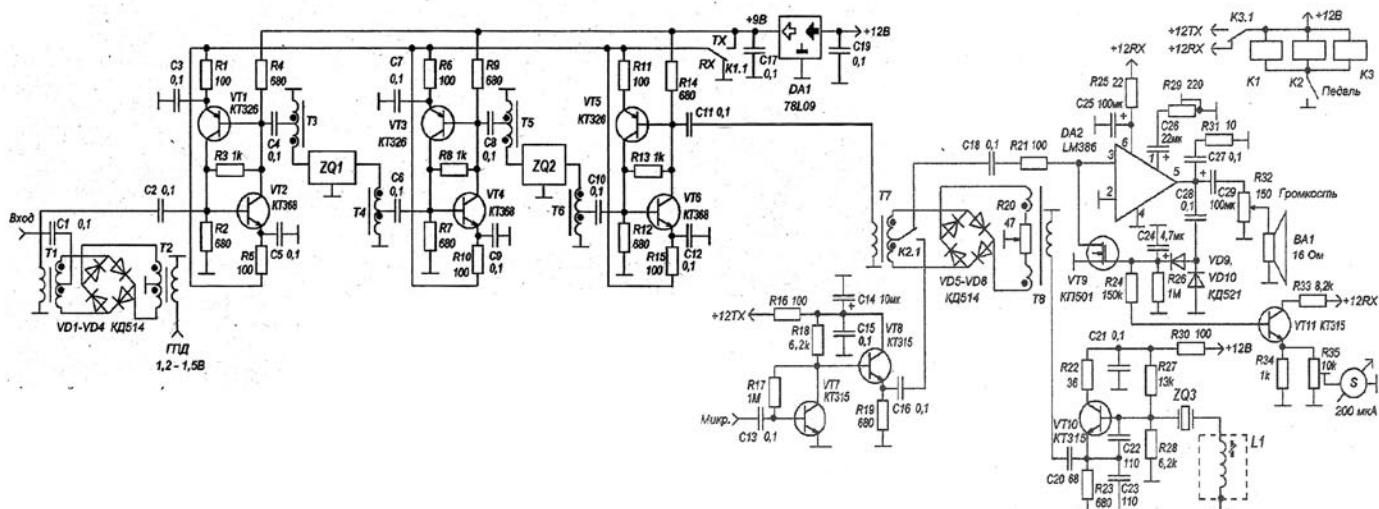 +9В
TX
RX
K1.1
C17
0,1
+12В
C19
0,1
DA1
78L09
C3
0,1
R1
100
R4
680
VT1
КТ326
T3
C4
0,1
R3 1k
ZQ1
C2 0,1
VT2
КТ368
R2
680
R5
100
C5 0,1
Вход
C1 0,1
T1
T2
VD1-VD4 КД514
ГПД
1,2 – 1,5В
C7
0,1
R6
100
R9
680
VT3
КТ326
T5
C8
0,1
R8 1k
ZQ2
C6
0,1
T4
VT4
КТ368
R7
680
R10
100
C9
0,1
R11
100
R14
680
VT5
КТ326
C11 0,1
R13 1k
C10
0,1
T6
VT6
КТ368
R12
680
R15
100
C12
0,1
T7
K2.1
C18 0,1
R21 100
R20
47
VD5-VD8
КД514
T8
+12TX
R16 100
C14 10мк
+
R18
6,2k
C15
0,1
VT8
КТ315
R17
1M
VT7
КТ315
C16 0,1
R19
680
Микр.
C13 0,1
+12RX
R25 22
C25 100мк
+
DA2
LM386
R29 220
C26
22мк
+
R31 10
C27 0,1
3
6
1
5
2
4
+
C28
0,1
C29
100мк
R32
150
Громкость
BA1
16 Ом
C24 4,7мк
+
VT9
КП501
R24
150k
R26
1M
VD9,
VD10
КД521
R33 8,2k
+12RX
VT11 КТ315
R34
1k
R35
10k
S
200 мкА
C21 0,1
R30 100
+12В
R22
36
R27
13k
ZQ3
VT10
КТ315
C22
110
R28
6,2k
L1
C20 68
R23
680
C23
110
+12TX
+12RX
K3.1
+12В
K1
K2
K3
Педаль